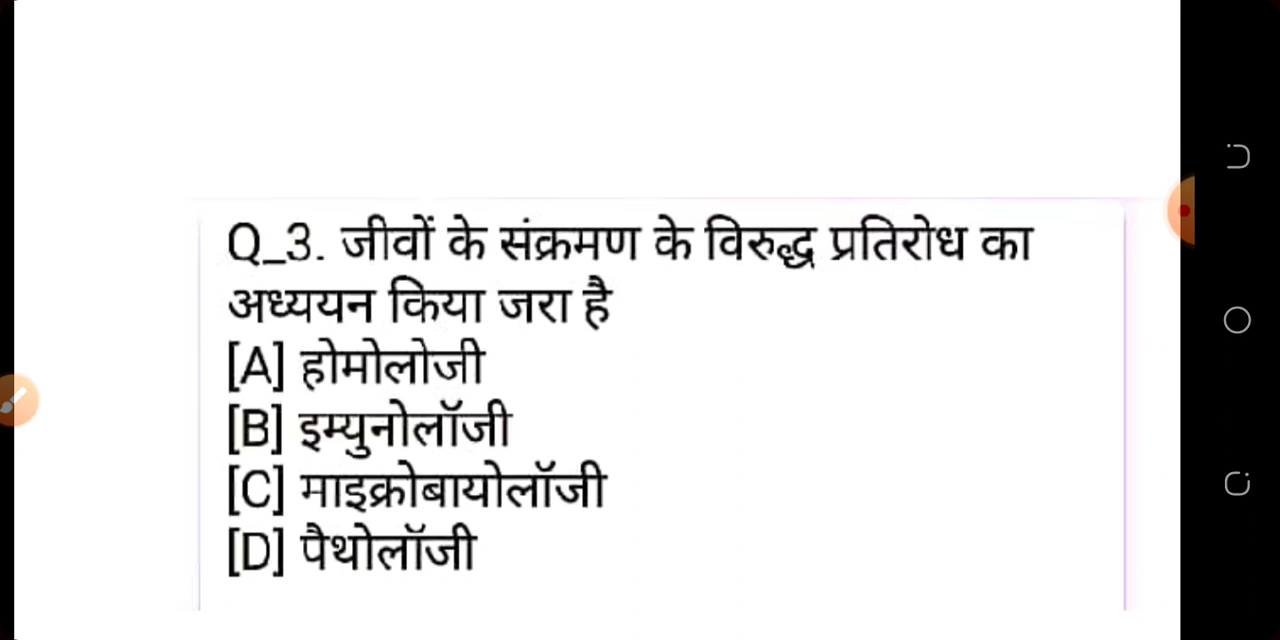 Q_3. जीवों के संक्रमण के विरुद्ध प्रतिरोध का
अध्ययन किया जरा है
[A] होमोलोजी
[B] इम्युनोलॉजी
[C] माइक्रोबायोलॉजी
[D] पैथोलॉजी